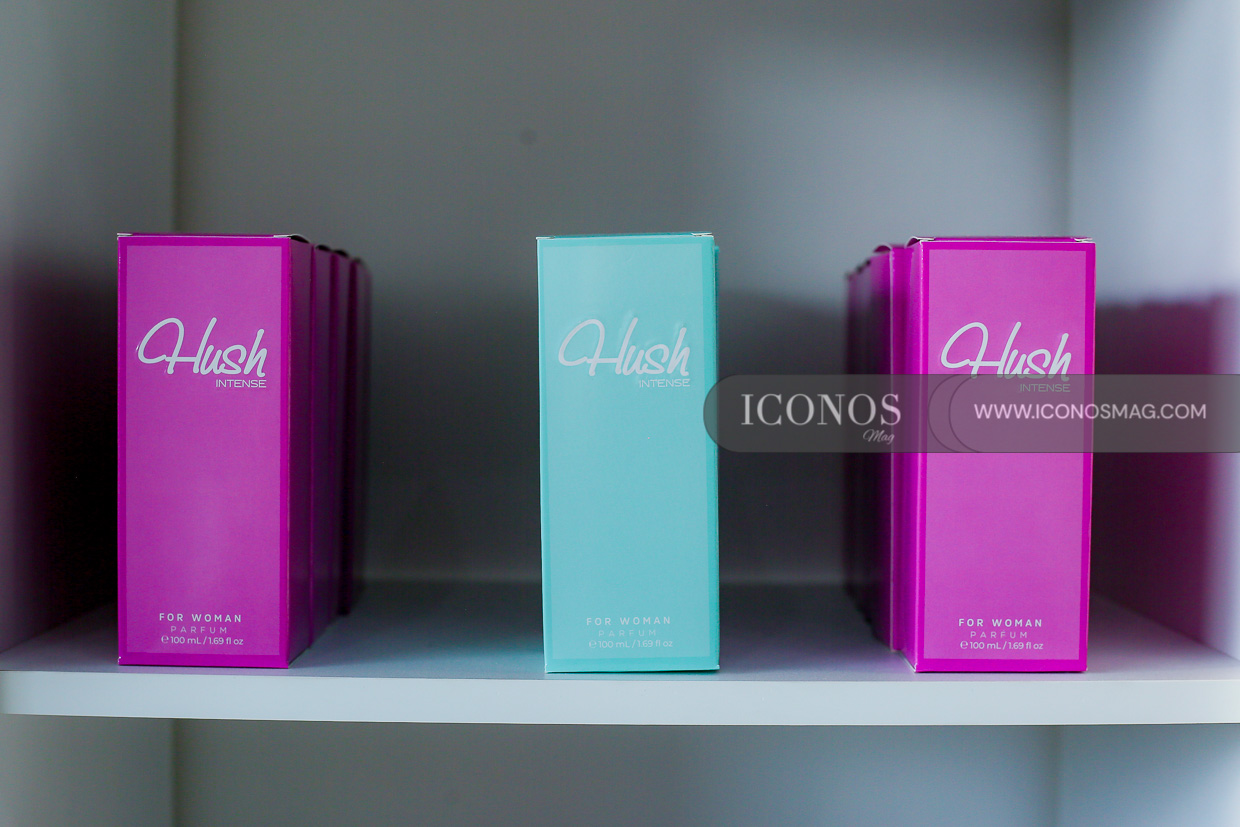 Hush
INTENSE
FOR WOMAN
PARFUM
℮ 100 mL / 1.69 fl oz
Hush
INTENSE
FOR WOMAN
PARFUM
℮ 100 mL / 1.69 fl oz
Hush
INTENSE
FOR WOMAN
PARFUM
℮ 100 mL / 1.69 fl oz
ICONOS
Mag
WWW.ICONOSMAG.COM